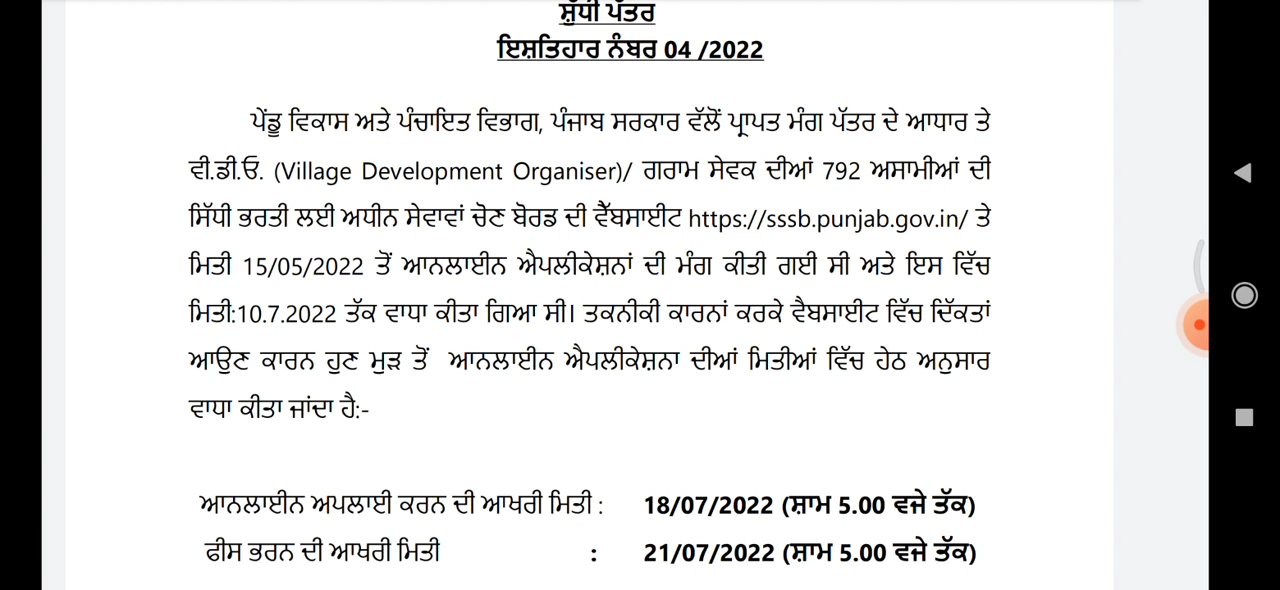 ਸ਼ੁੱਧੀ ਪੱਤਰ
ਇਸ਼ਤਿਹਾਰ ਨੰਬਰ 04 /2022
ਪੇਂਡੂ ਵਿਕਾਸ ਅਤੇ ਪੰਚਾਇਤ ਵਿਭਾਗ, ਪੰਜਾਬ ਸਰਕਾਰ ਵੱਲੋਂ ਪ੍ਰਾਪਤ ਮੰਗ ਪੱਤਰ ਦੇ ਆਧਾਰ ਤੇ
ਵੀ.ਡੀ.ਓ. (Village Development Organiser)/ ਗਰਾਮ ਸੇਵਕ ਦੀਆਂ 792 ਅਸਾਮੀਆਂ ਦੀ
ਸਿੱਧੀ ਭਰਤੀ ਲਈ ਅਧੀਨ ਸੇਵਾਵਾਂ ਚੋਣ ਬੋਰਡ ਦੀ ਵੈੱਬਸਾਈਟ https://sssb.punjab.gov.in/ ਤੇ
ਮਿਤੀ 15/05/2022 ਤੋਂ ਆਨਲਾਈਨ ਐਪਲੀਕੇਸ਼ਨਾਂ ਦੀ ਮੰਗ ਕੀਤੀ ਗਈ ਸੀ ਅਤੇ ਇਸ ਵਿੱਚ
ਮਿਤੀ:10.7.2022 ਤੱਕ ਵਾਧਾ ਕੀਤਾ ਗਿਆ ਸੀ। ਤਕਨੀਕੀ ਕਾਰਨਾਂ ਕਰਕੇ ਵੈਬਸਾਈਟ ਵਿੱਚ ਦਿੱਕਤਾਂ
ਆਉਣ ਕਾਰਨ ਹੁਣ ਮੁੜ ਤੋਂ ਆਨਲਾਈਨ ਐਪਲੀਕੇਸ਼ਨਾ ਦੀਆਂ ਮਿਤੀਆਂ ਵਿੱਚ ਹੇਠ ਅਨੁਸਾਰ
ਵਾਧਾ ਕੀਤਾ ਜਾਂਦਾ ਹੈ:-
ਆਨਲਾਈਨ ਅਪਲਾਈ ਕਰਨ ਦੀ ਆਖਰੀ ਮਿਤੀ : 18/07/2022 (ਸ਼ਾਮ 5.00 ਵਜੇ ਤੱਕ)
ਫੀਸ ਭਰਨ ਦੀ ਆਖਰੀ ਮਿਤੀ : 21/07/2022 (ਸ਼ਾਮ 5.00 ਵਜੇ ਤੱਕ)